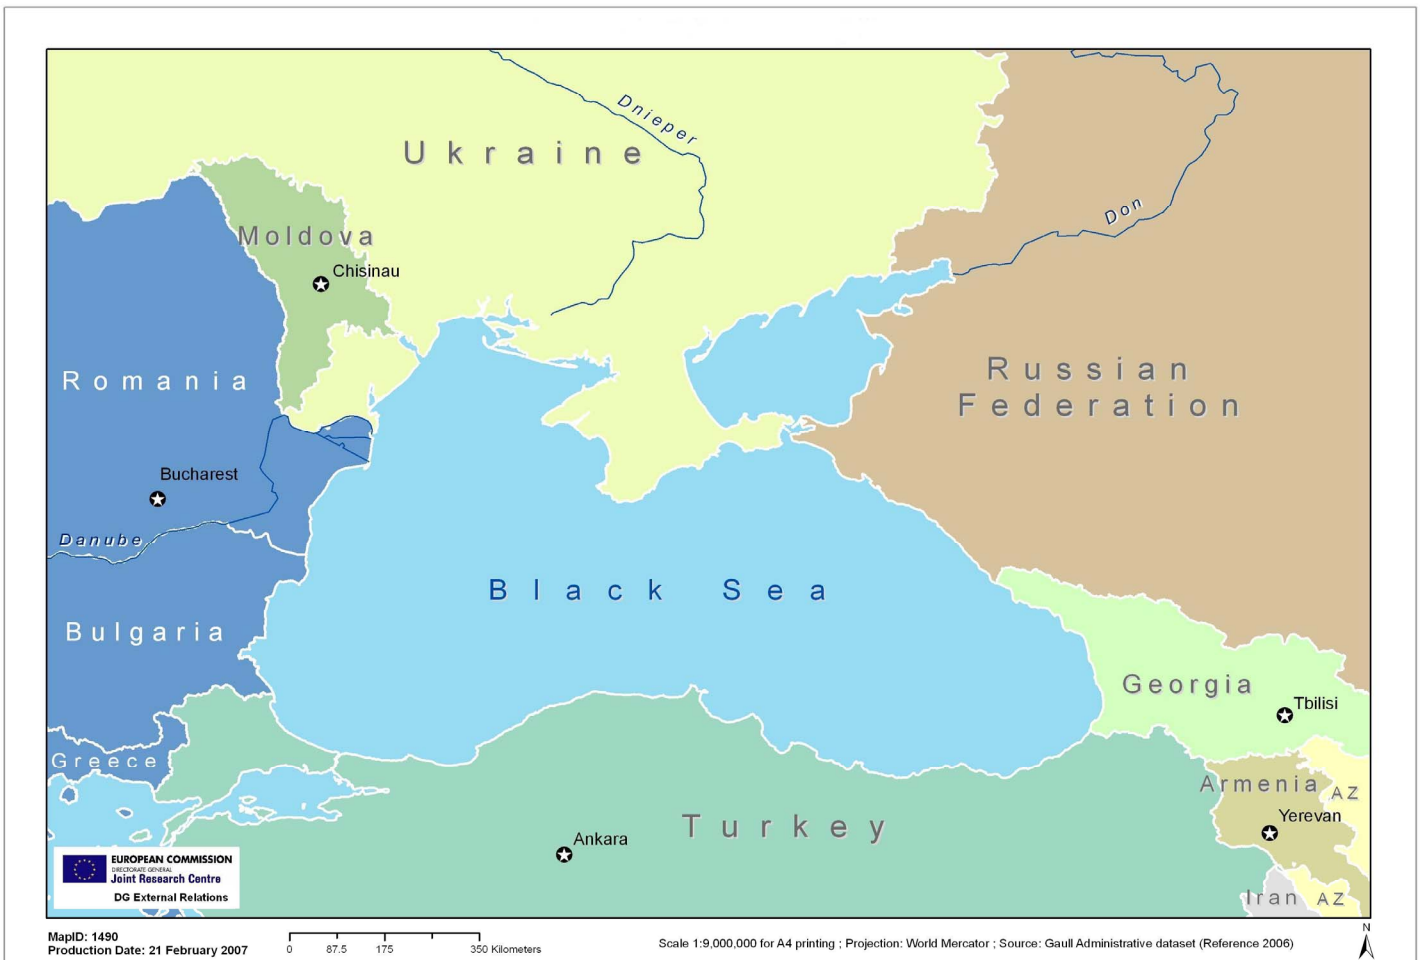 Dnieper
Ukraine
Don
Moldova
Chisinau
Romania
Russian
Federation
Bucharest
Danube
Black Sea
Bulgaria
Georgia
Tbilisi
Greece
Armenia
AZ
Yerevan
Turkey
Ankara
Iran
AZ
EUROPEAN COMMISSION
DIRECTORATE-GENERAL
Joint Research Centre
DG External Relations
MapID: 1490
Production Date: 21 February 2007
0 87.5 175 350 Kilometers
Scale 1:9,000,000 for A4 printing ; Projection: World Mercator ; Source: Gaull Administrative dataset (Reference 2006)
N